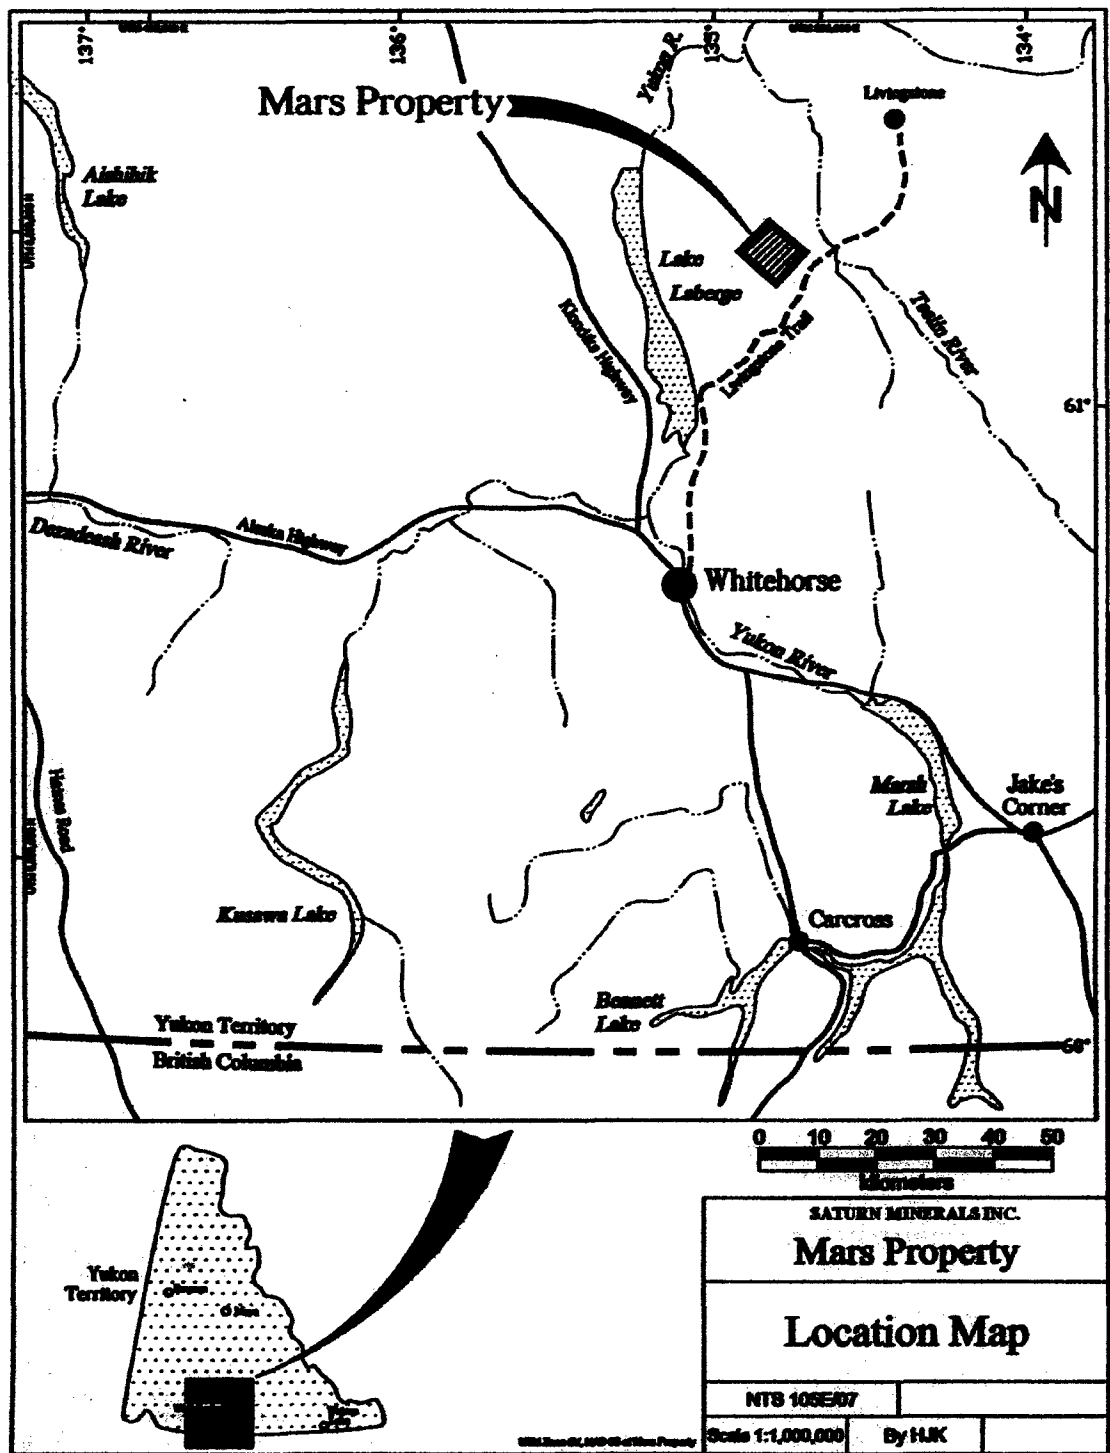 137°
136°
135°
134°
Yukon R.
Livingstone
Mars Property
Aishihik
Lake
N
Lake
Laberge
Klondike Highway
Livingstone Trail
Teslin River
61°
Dezadeash River
Alaska Highway
Whitehorse
Yukon River
Haines Road
Marsh
Lake
Jake's
Corner
Kusawa Lake
Carcross
Bennett
Lake
Yukon Territory
British Columbia
60°
0 10 20 30 40 50
kilometers
Yukon
Territory
SATURN MINERALS INC.
Mars Property
Location Map
NTS 105E/07
Scale 1:1,000,000
By HJK